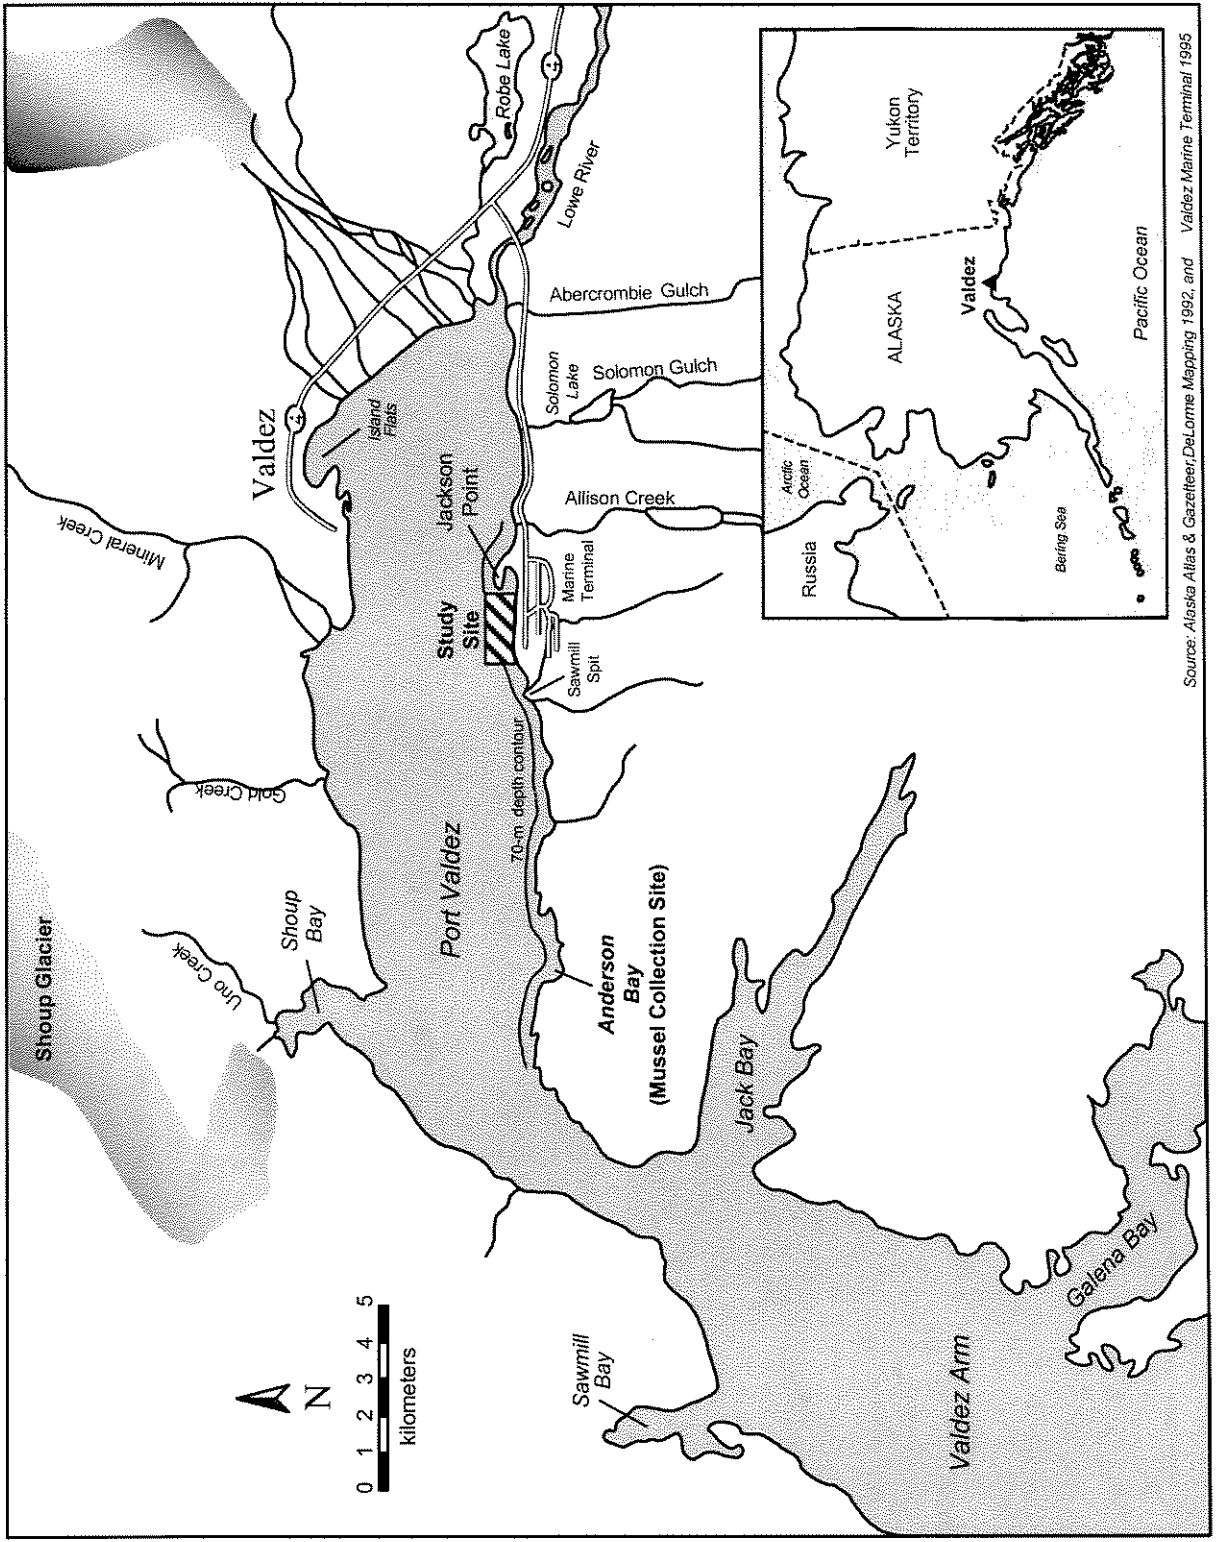 Shoup Glacier
Uno Creek
Shoup
Bay
Gold Creek
Mineral Creek
Valdez
4
Island
Flats
Robe Lake
4
Lowe River
Port Valdez
Jackson
Point
Study
Site
70-m depth contour
Sawmill
Spit
Marine
Terminal
Allison Creek
Solomon
Lake
Solomon Gulch
Abercrombie Gulch
Anderson
Bay
(Mussel Collection Site)
Jack Bay
Sawmill
Bay
Valdez Arm
Galena Bay
N
0 1 2 3 4 5
kilometers
Russia
Arctic
Ocean
ALASKA
Yukon
Territory
Valdez
Bering Sea
Pacific Ocean
Source: Alaska Atlas & Gazetteer,DeLorme Mapping 1992, and Valdez Marine Terminal 1995